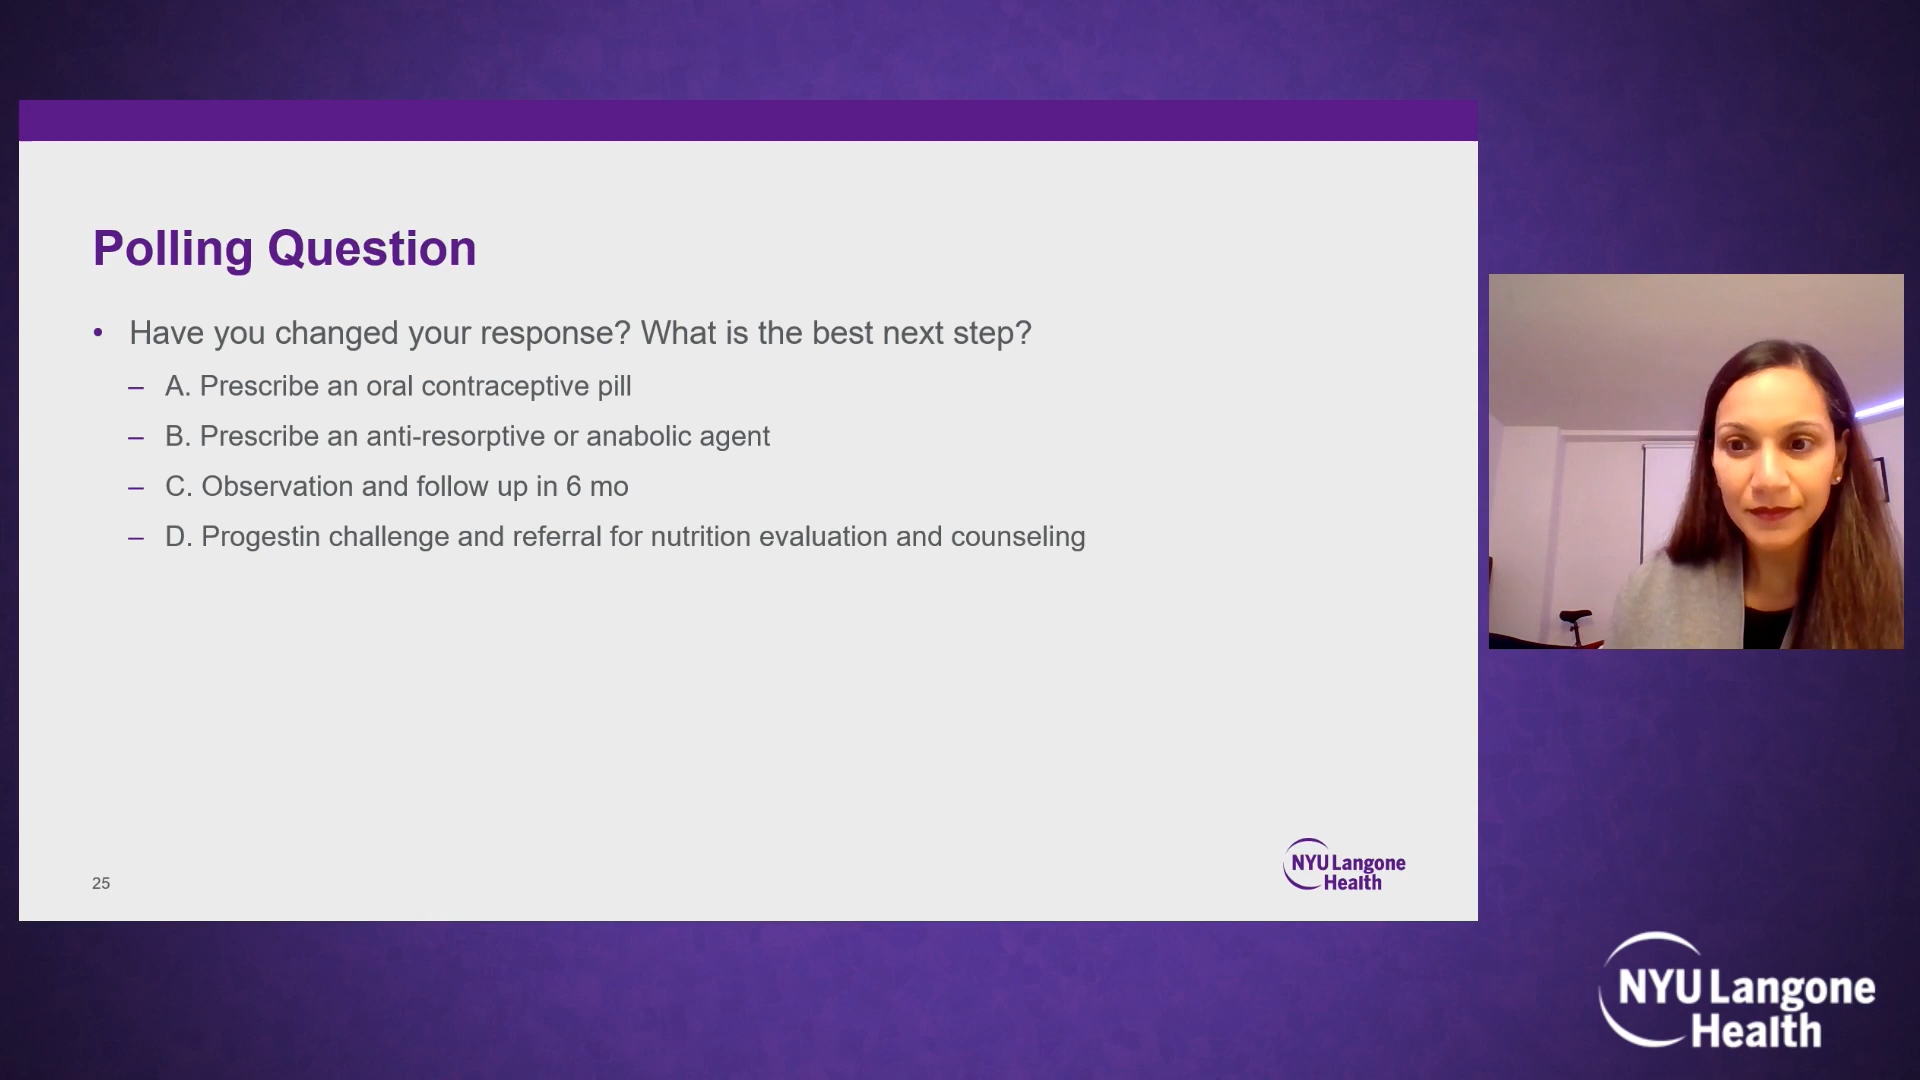 Polling Question
• Have you changed your response? What is the best next step?
– A. Prescribe an oral contraceptive pill
– B. Prescribe an anti-resorptive or anabolic agent
– C. Observation and follow up in 6 mo
– D. Progestin challenge and referral for nutrition evaluation and counseling
25
NYU Langone
Health
NYU Langone
Health